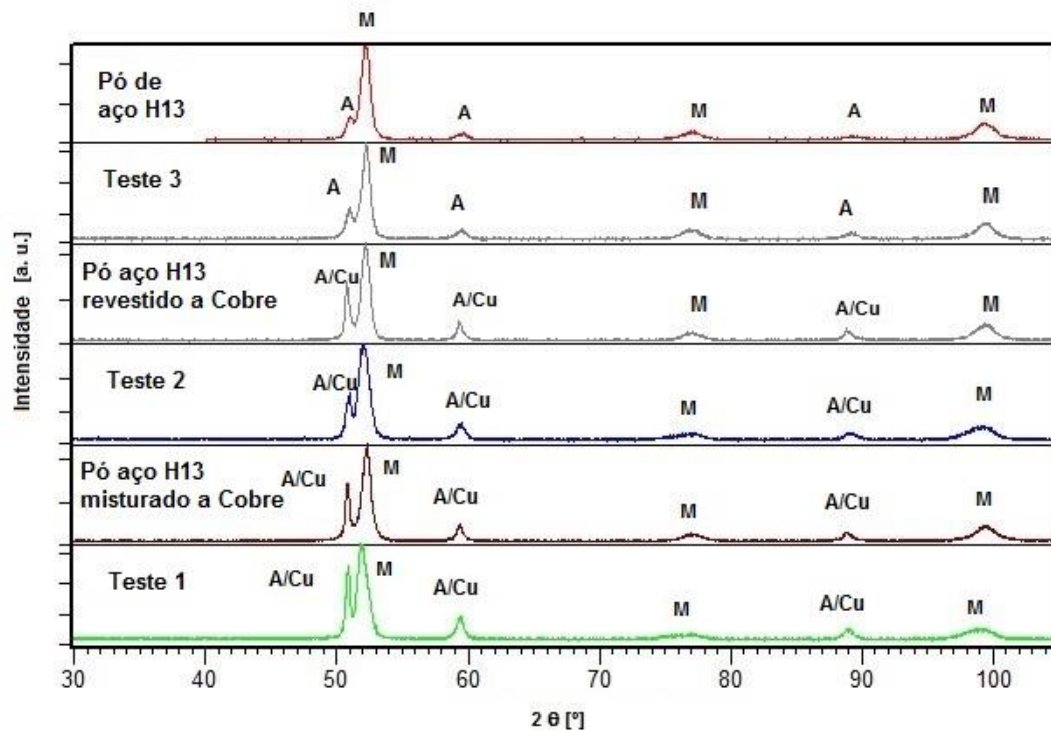 M
Pó de
aço H13
A
A
M
A
M
Teste 3
A
M
A
M
A
M
Pó aço H13
revestido a Cobre
A/Cu
M
A/Cu
M
A/Cu
M
Teste 2
A/Cu
M
A/Cu
M
A/Cu
M
Pó aço H13
misturado a Cobre
A/Cu
M
A/Cu
M
A/Cu
M
Teste 1
A/Cu
M
A/Cu
M
A/Cu
M
Intensidade [a. u.]
30 40 50 60 70 80 90 100
2 θ [º]